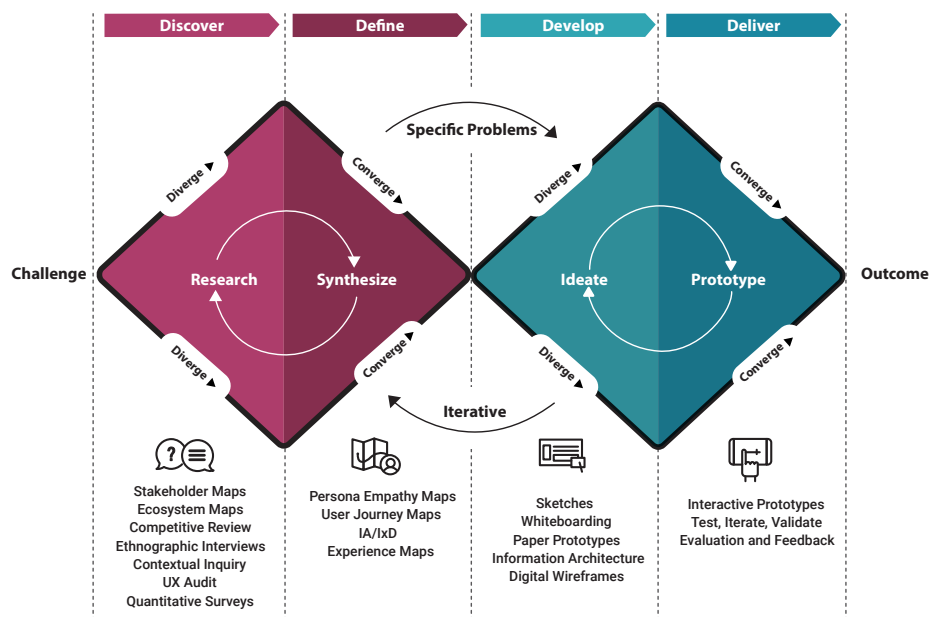 Discover
Define
Develop
Deliver
Specific Problems
Diverge
Converge
Diverge
Converge
Challenge
Research
Synthesize
Ideate
Prototype
Outcome
Diverge
Converge
Diverge
Converge
Iterative
?
Stakeholder Maps
Ecosystem Maps
Competitive Review
Ethnographic Interviews
Contextual Inquiry
UX Audit
Quantitative Surveys
Persona Empathy Maps
User Journey Maps
IA/IxD
Experience Maps
Sketches
Whiteboarding
Paper Prototypes
Information Architecture
Digital Wireframes
Interactive Prototypes
Test, Iterate, Validate
Evaluation and Feedback